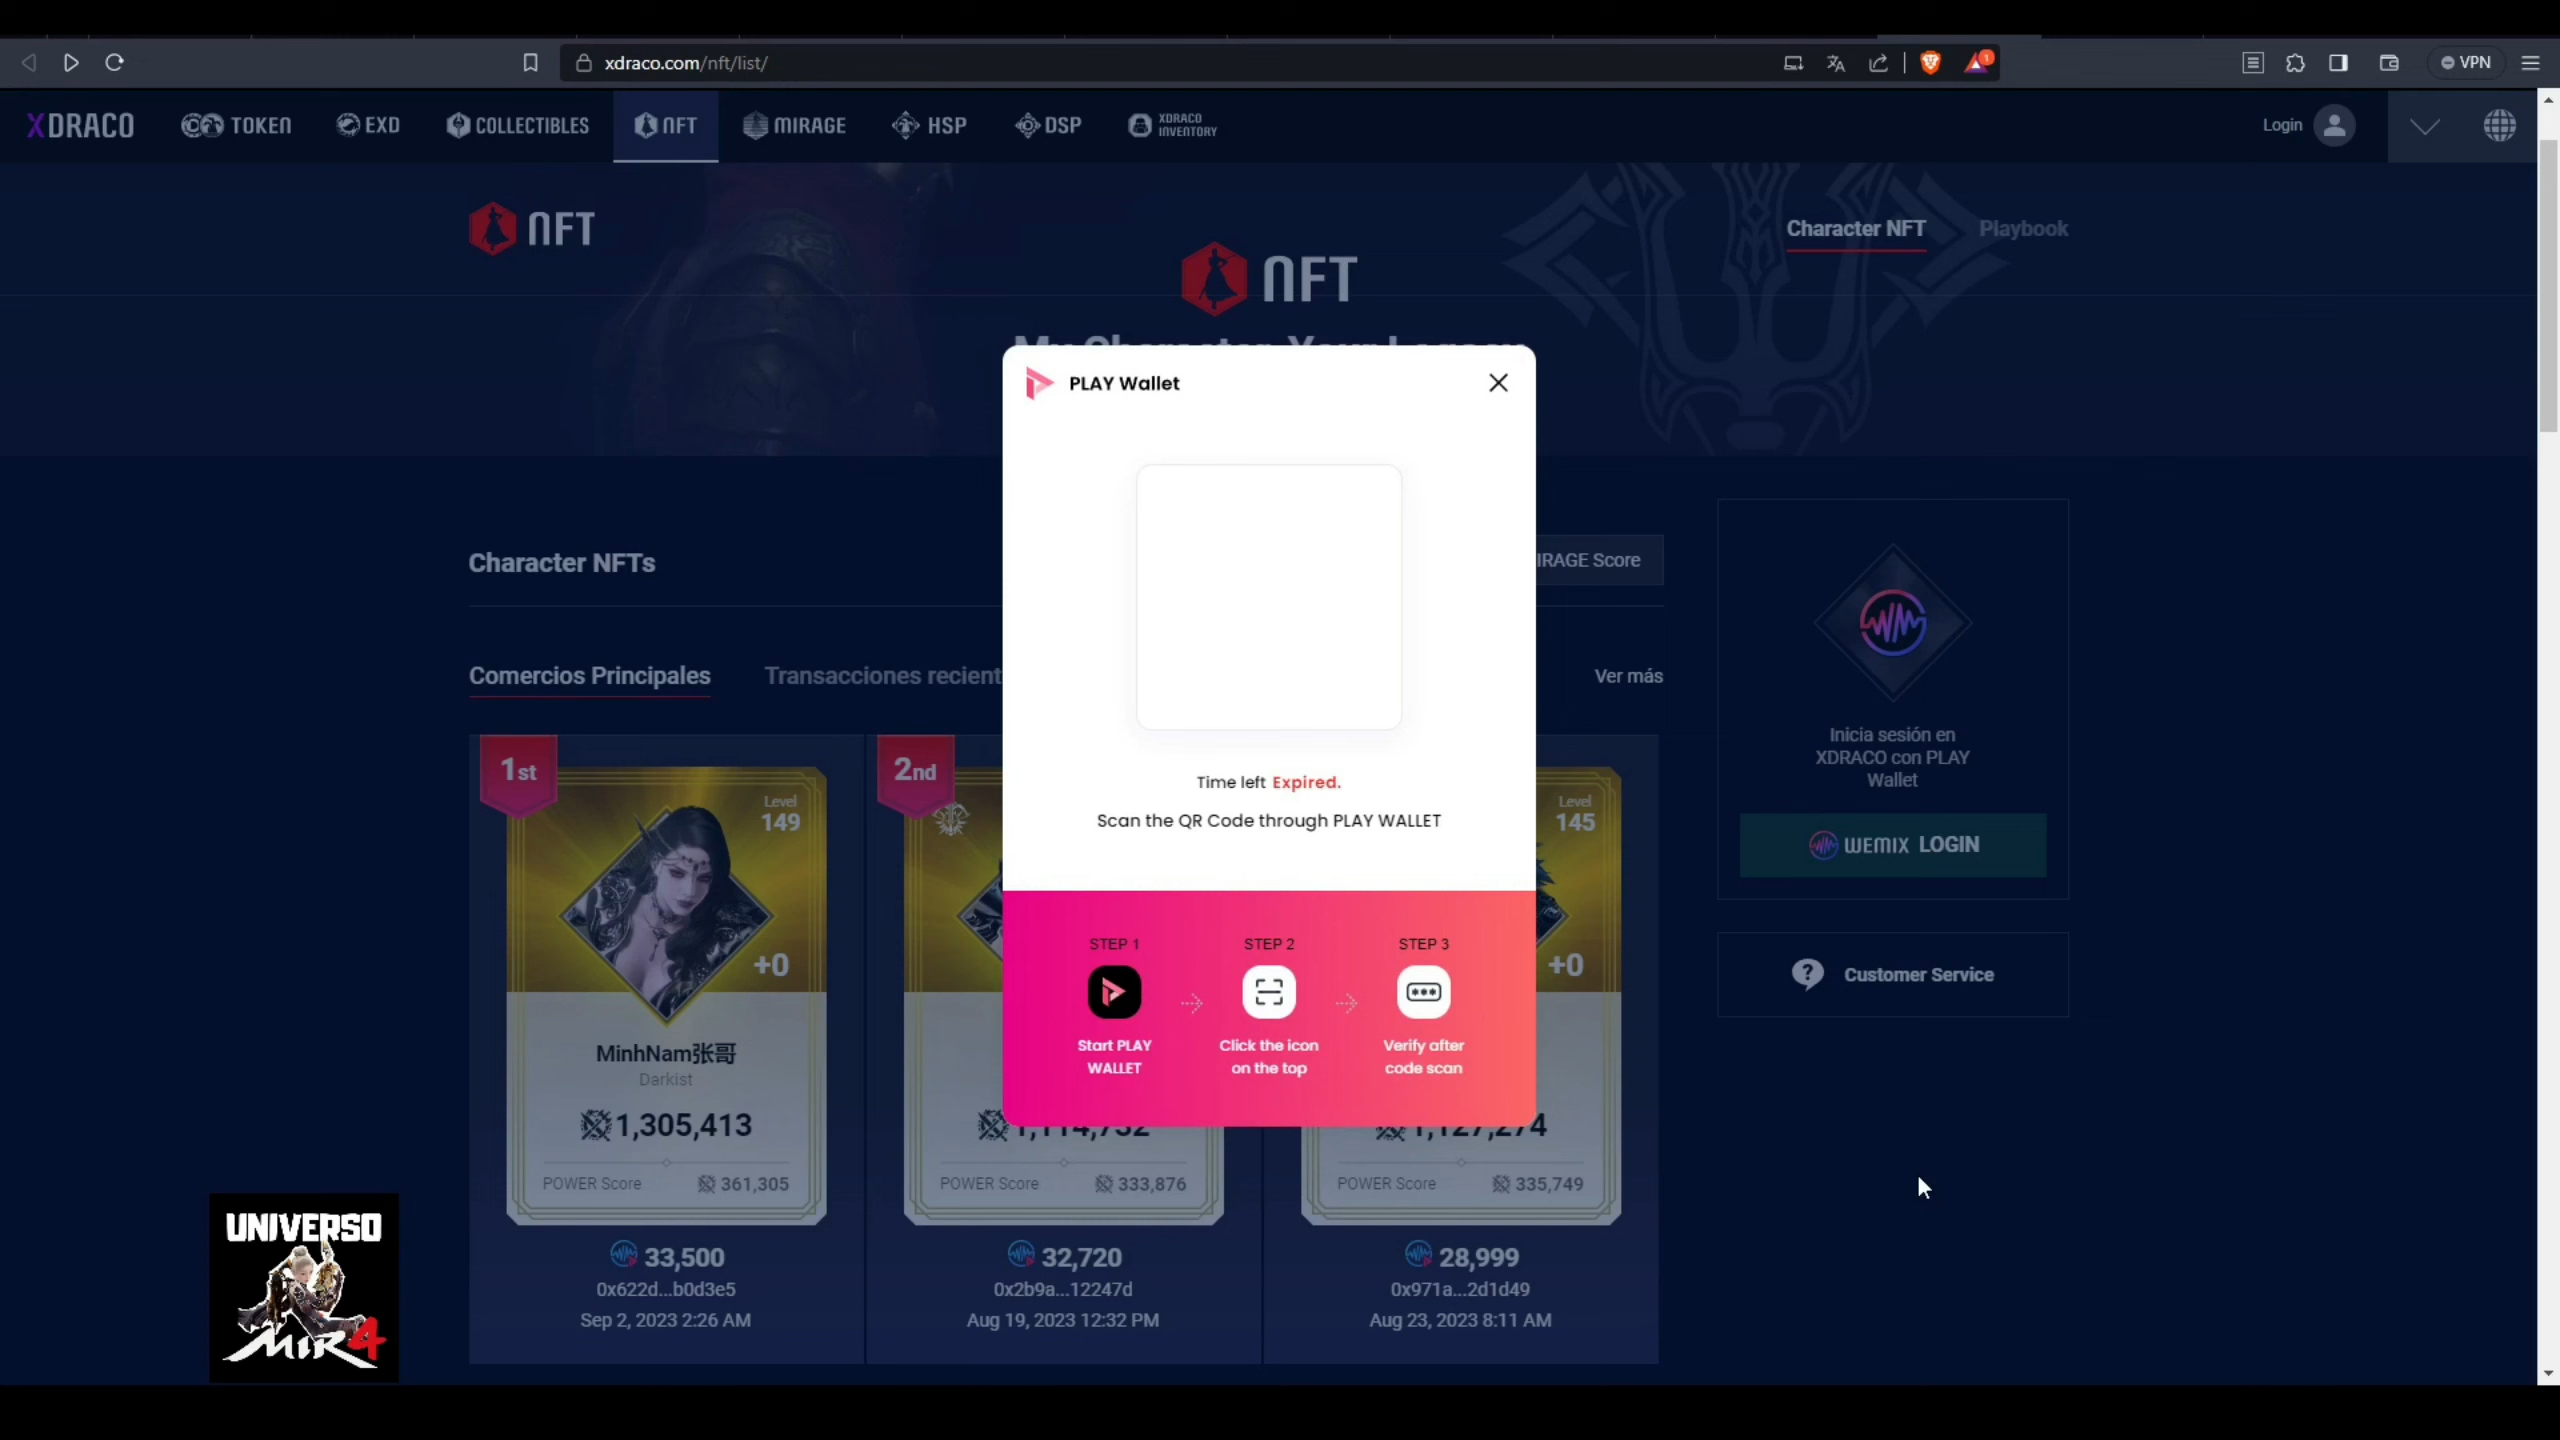 xdraco.com/nft/list/
1
VPN
XDRACO
TOKEN
EXD
COLLECTIBLES
NFT
MIRAGE
HSP
DSP
XDRACO
INVENTORY
Login
NFT
Character NFT
Playbook
NFT
PLAY Wallet
Character NFTs
IRAGE Score
Comercios Principales
Transacciones recient
Ver más
Time left Expired.
Scan the QR Code through PLAY WALLET
STEP 1
STEP 2
STEP 3
Start PLAY
WALLET
Click the icon
on the top
Verify after
code scan
1st
Level
149
+0
MinhNam张哥
Darkist
1,305,413
POWER Score 361,305
33,500
0x622d...b0d3e5
Sep 2, 2023 2:26 AM
2nd
POWER Score 333,876
32,720
0x2b9a...12247d
Aug 19, 2023 12:32 PM
Level
145
+0
1,127,274
POWER Score 335,749
28,999
0x971a...2d1d49
Aug 23, 2023 8:11 AM
Inicia sesión en
XDRACO con PLAY
Wallet
WEMIX LOGIN
Customer Service
UNIVERSO
MIR4